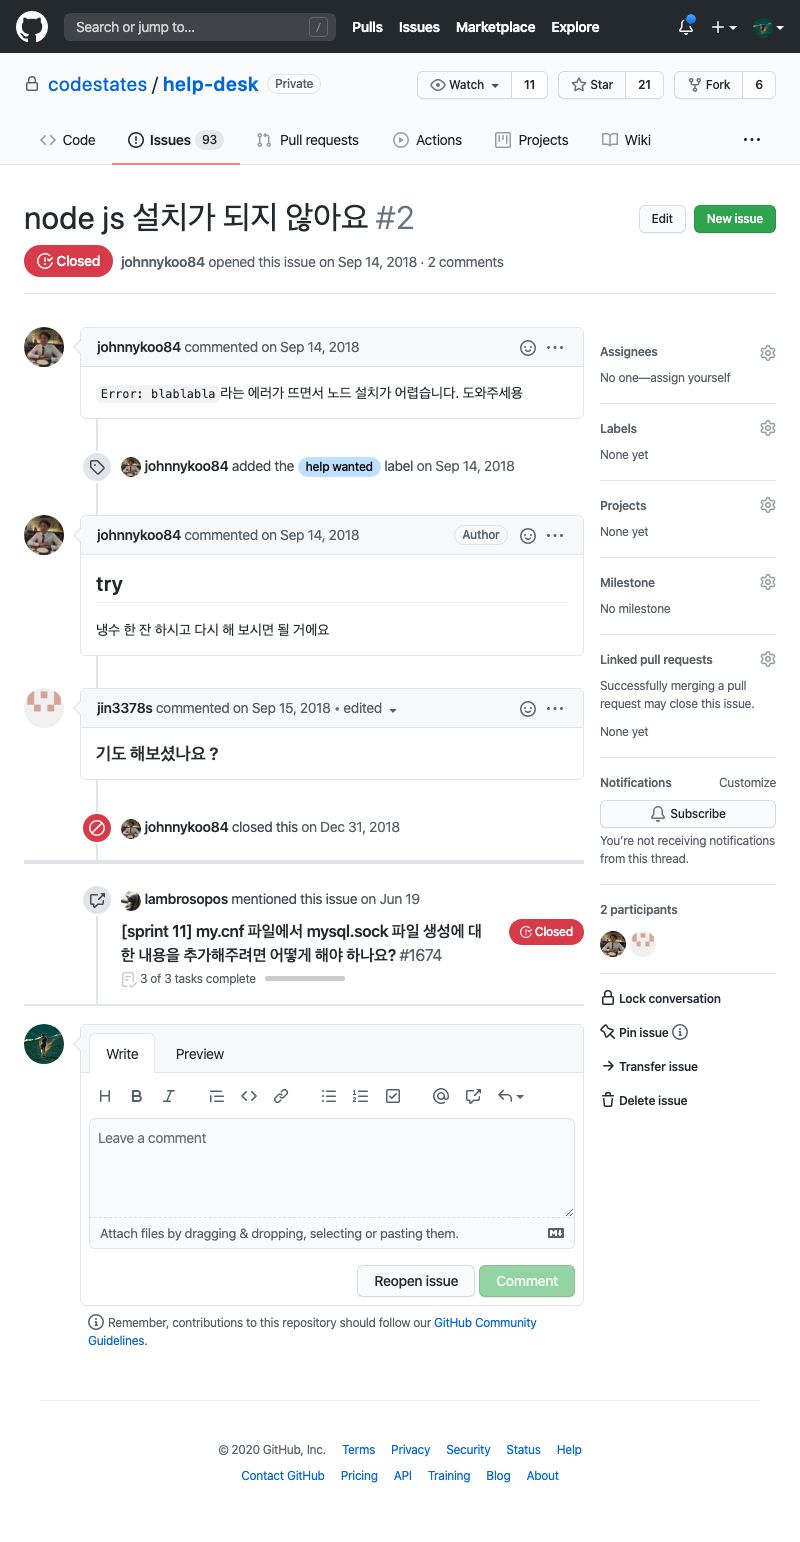 Search or jump to... /
Pulls Issues Marketplace Explore
codestates / help-desk Private
Watch 11 Star 21 Fork 6
Code Issues 93 Pull requests Actions Projects Wiki ···
node js 설치가 되지 않아요 #2
Edit New issue
Closed johnnykoo84 opened this issue on Sep 14, 2018 · 2 comments
johnnykoo84 commented on Sep 14, 2018
Error: blablabla 라는 에러가 뜨면서 노드 설치가 어렵습니다. 도와주세용
johnnykoo84 added the help wanted label on Sep 14, 2018
johnnykoo84 commented on Sep 14, 2018 Author
try
냉수 한 잔 하시고 다시 해 보시면 될 거에요
jin3378s commented on Sep 15, 2018 • edited
기도 해보셨나요 ?
johnnykoo84 closed this on Dec 31, 2018
lambrosopos mentioned this issue on Jun 19
[sprint 11] my.cnf 파일에서 mysql.sock 파일 생성에 대
한 내용을 추가해주려면 어떻게 해야 하나요? #1674
Closed
3 of 3 tasks complete
Assignees
No one—assign yourself
Labels
None yet
Projects
None yet
Milestone
No milestone
Linked pull requests
Successfully merging a pull
request may close this issue.
None yet
Notifications Customize
Subscribe
You’re not receiving notifications
from this thread.
2 participants
Lock conversation
Pin issue
Transfer issue
Delete issue
Write Preview
H B I
Leave a comment
Attach files by dragging & dropping, selecting or pasting them.
Reopen issue Comment
Remember, contributions to this repository should follow our GitHub Community
Guidelines.
© 2020 GitHub, Inc. Terms Privacy Security Status Help
Contact GitHub Pricing API Training Blog About